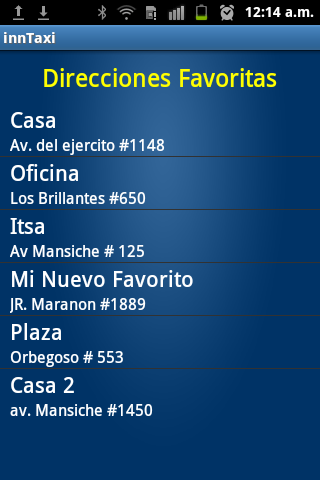 12:14 a.m.
innTaxi
Direcciones Favoritas
Casa
Av. del ejercito #1148
Oficina
Los Brillantes #650
Itsa
Av Mansiche # 125
Mi Nuevo Favorito
JR. Maranon #1889
Plaza
Orbegoso # 553
Casa 2
av. Mansiche #1450